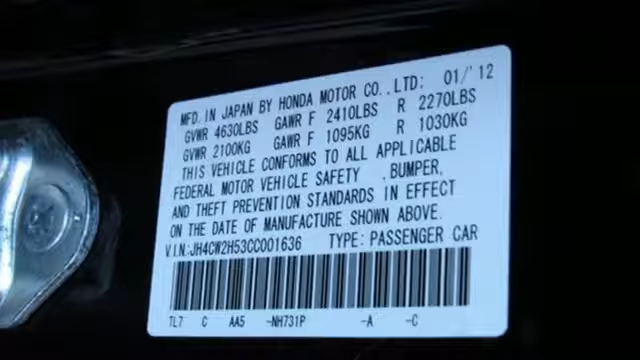 MFD. IN JAPAN BY HONDA MOTOR CO.,LTD; 01/'12
GVWR 4630LBS GAWR F 2410LBS R 2270LBS
GVWR 2100KG GAWR F 1095KG R 1030KG
THIS VEHICLE CONFORMS TO ALL APPLICABLE
FEDERAL MOTOR VEHICLE SAFETY ,BUMPER,
AND THEFT PREVENTION STANDARDS IN EFFECT
ON THE DATE OF MANUFACTURE SHOWN ABOVE.
V.I.N:JH4CW2H53CC001636 TYPE: PASSENGER CAR
TL7 C AA5 -NH731P -A -C